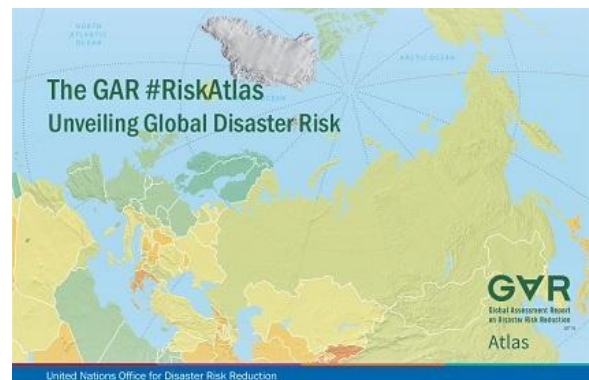 NORTH
ATLANTIC
OCEAN
ARCTIC OCEAN
The GAR #RiskAtlas
OCEAN
Unveiling Global Disaster Risk
GAR
Global Assessment Report
on Disaster Risk Reduction
Atlas
United Nations Office for Disaster Risk Reduction